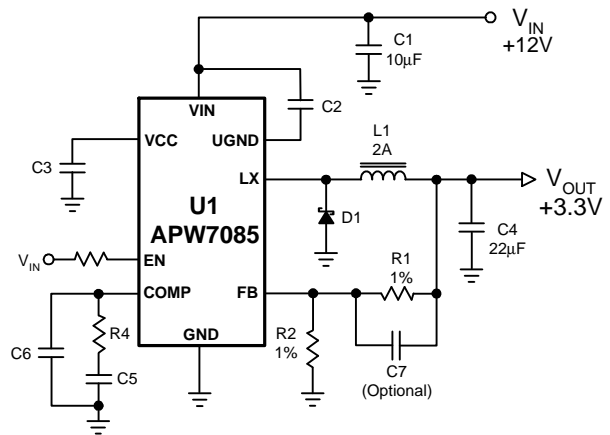 VIN
+12V
C1
10μF
C2
VIN
VCC
UGND
C3
L1
2A
LX
VOUT
+3.3V
U1
APW7085
D1
C4
22μF
VIN
EN
R1
1%
COMP
FB
R4
R2
1%
GND
C6
C5
C7
(Optional)